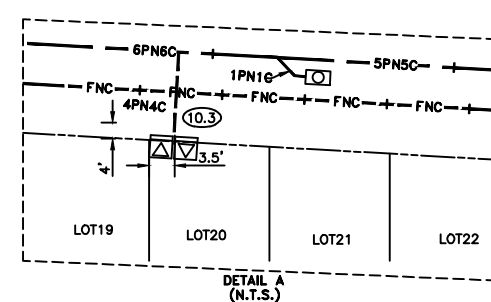 6PN6C
5PN5C
1PN1C
FNC FNC FNC FNC FNC
4PN4C
10.3
4'
3.5'
LOT19 LOT20 LOT21 LOT22
DETAIL A
(N.T.S.)